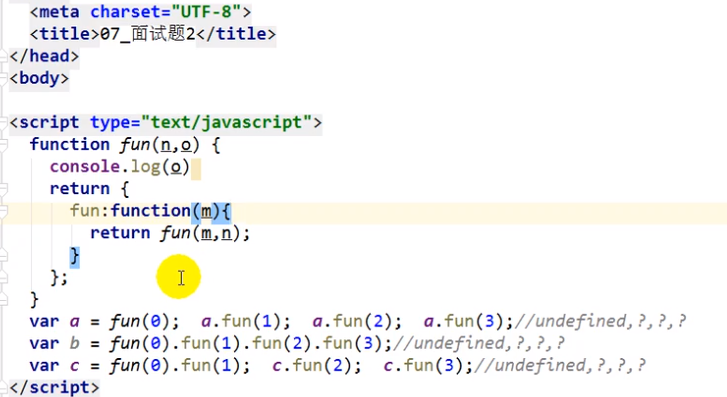 <meta charset="UTF-8">
<title>07_面试题2</title>
</head>
<body>
<script type="text/javascript">
function fun(n,o) {
console.log(o)
return {
fun:function(m){
return fun(m,n);
}
};
}
var a = fun(0); a.fun(1); a.fun(2); a.fun(3);//undefined,?,?,?
var b = fun(0).fun(1).fun(2).fun(3);//undefined,?,?,?
var c = fun(0).fun(1); c.fun(2); c.fun(3);//undefined,?,?,?
</script>